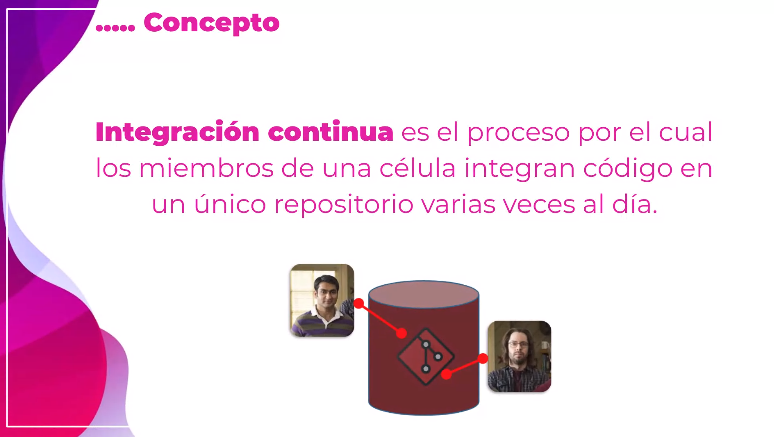 ..... Concepto
Integración continua es el proceso por el cual
los miembros de una célula integran código en
un único repositorio varias veces al día.